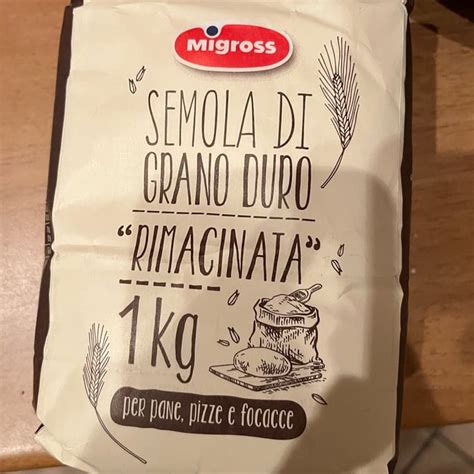 MIGROSS
SEMOLA DI
GRANO DURO
"RIMACINATA"
1kg
per pane, pizze e focacce